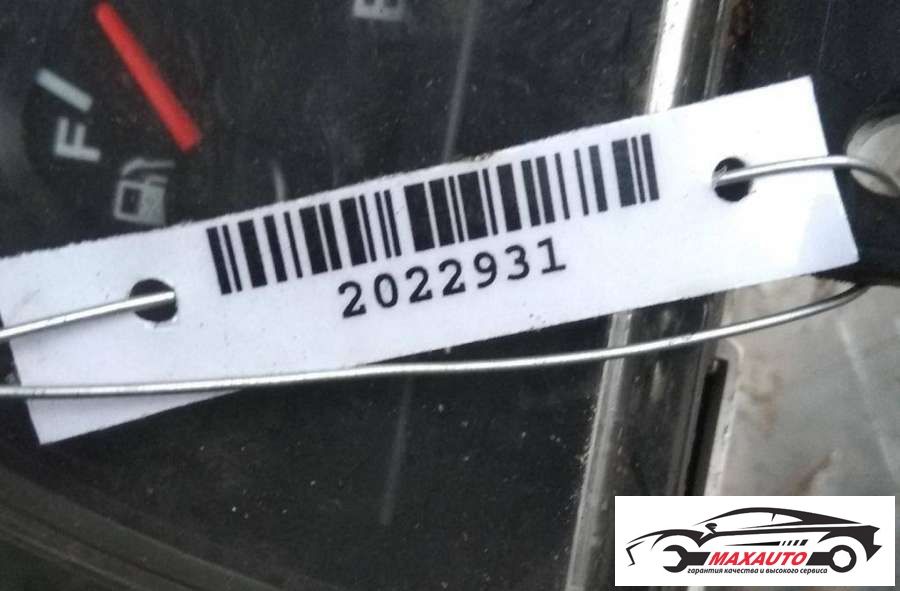 E
F
2022931
MAXAUTO
гарантия качества и высокого сервиса